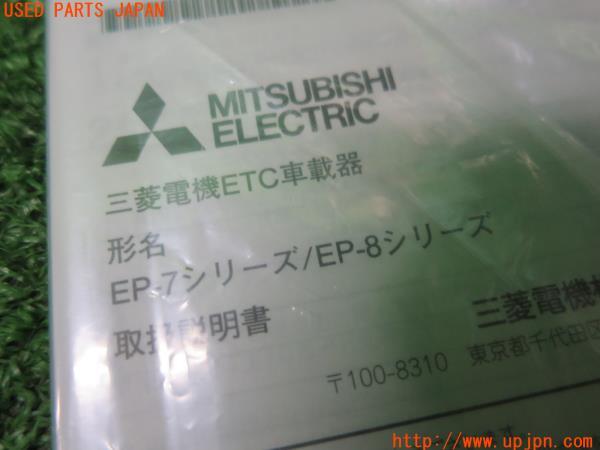 USED PARTS JAPAN
MITSUBISHI
ELECTRIC
三菱電機ETC車載器
形名
EP-7シリーズ/EP-8シリーズ
取扱説明書
三菱電機
〒100-8310 東京都千代田区
http://www.upjpn.com/